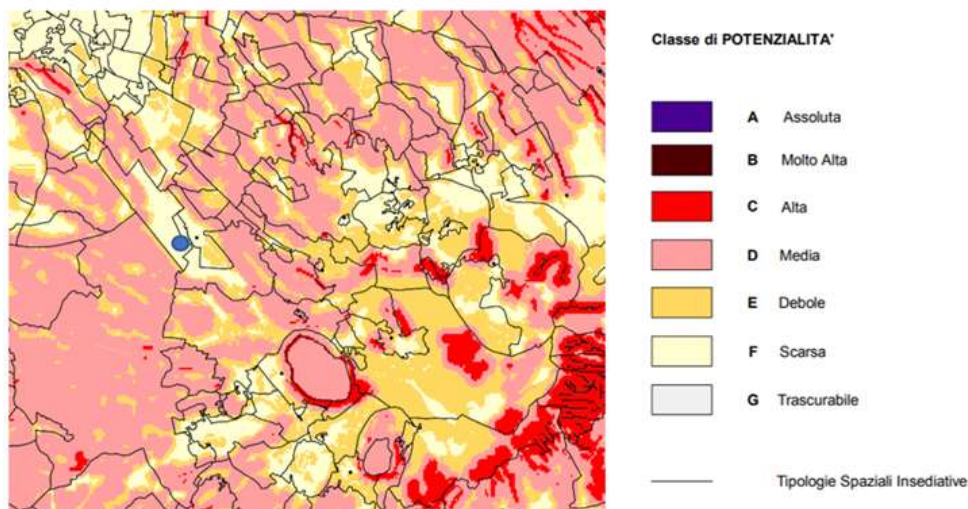 Classe di POTENZIALITA'
A Assoluta
B Molto Alta
C Alta
D Media
E Debole
F Scarsa
G Trascurabile
Tipologie Spaziali Insediative